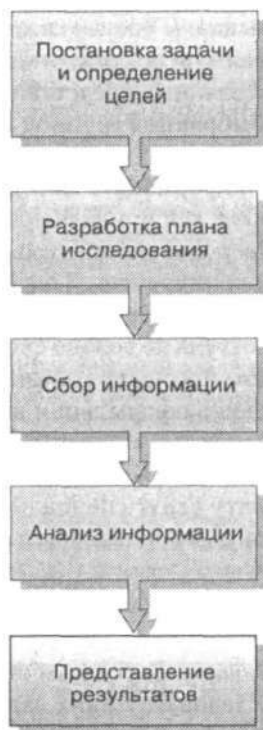 Постановка задачи
и определение
целей
Разработка плана
исследования
Сбор информации
Анализ информации
Представление
результатов